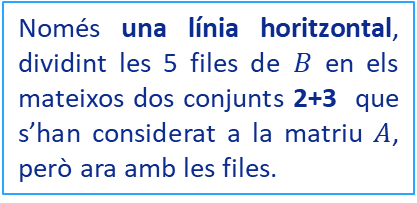 Només una línia horitzontal,
dividint les 5 files de B en els
mateixos dos conjunts 2+3 que
s'han considerat a la matriu A,
però ara amb les files.